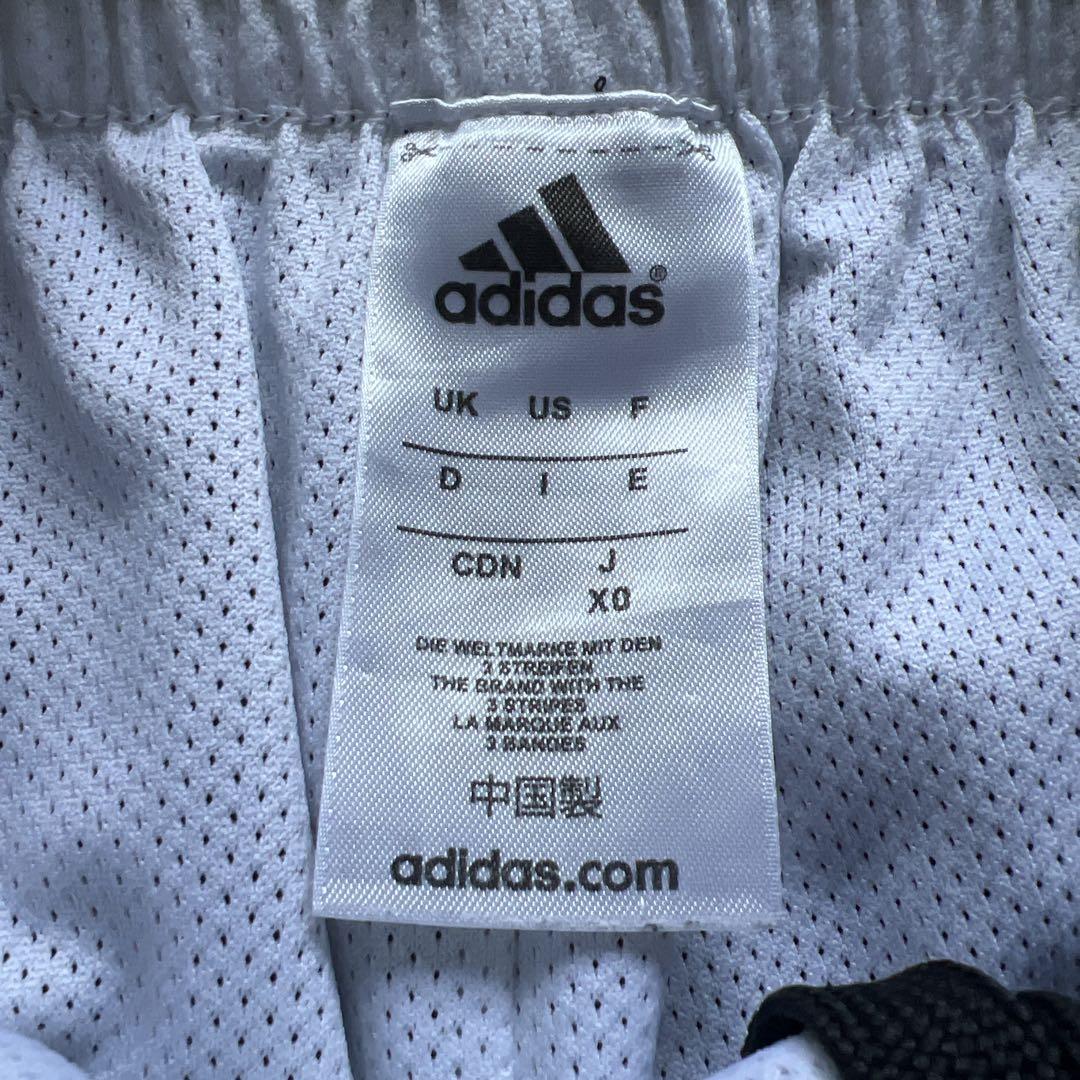 adidas®
UK US F
D I E
CDN J
XO
DIE WELTMARKE MIT DEN
3 STREIFEN
THE BRAND WITH THE
3 STRIPES
LA MARQUE AUX
3 BANDES
中国製
adidas.com